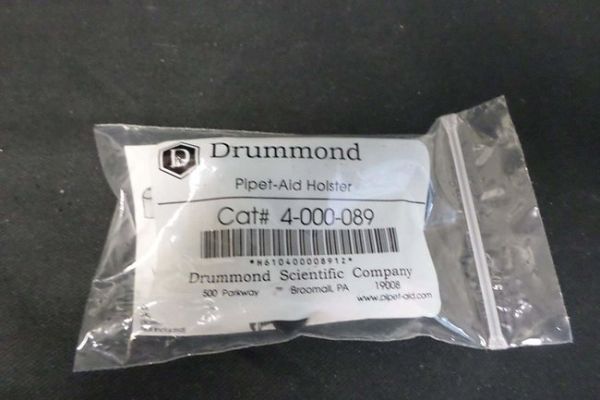 D
Drummond
Pipet-Aid Holster
Cat# 4-000-089
*N610400008912*
Drummond Scientific Company
500 Parkway Broomall, PA 19008
www.pipet-aid.com